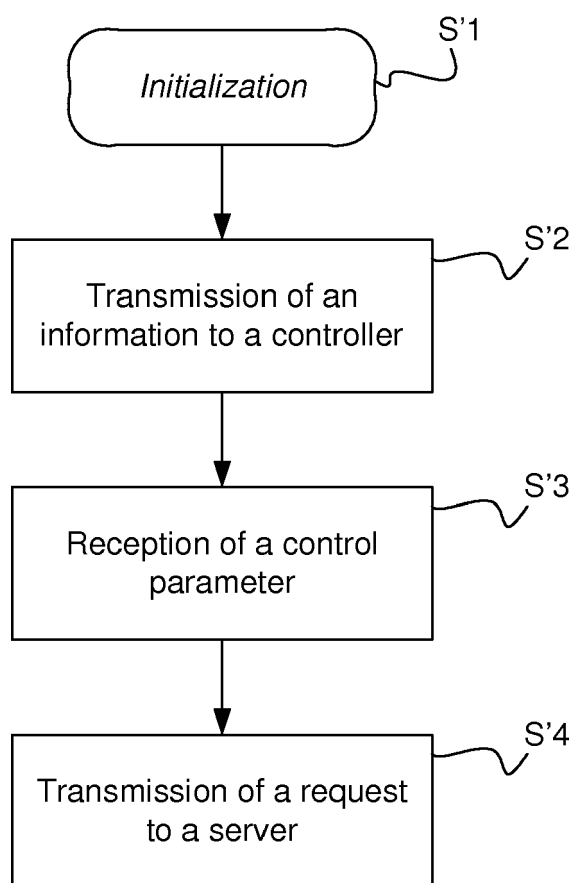 S'1
Initialization
S'2
Transmission of an
information to a controller
S'3
Reception of a control
parameter
S'4
Transmission of a request
to a server